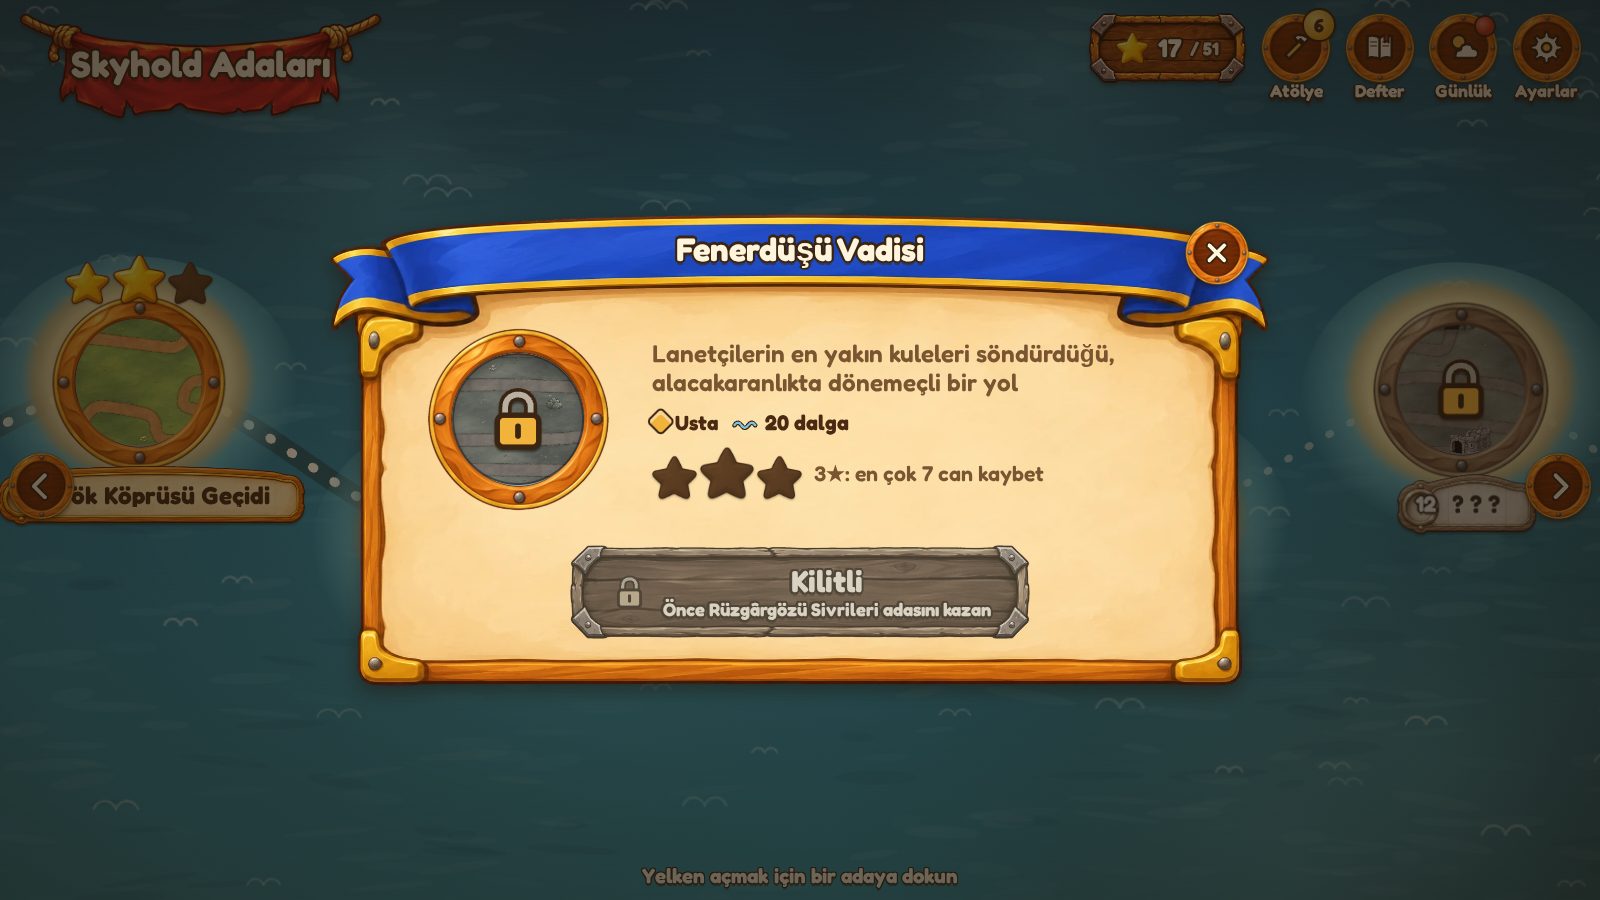 Skyhold Adaları
17 / 51
6
Atölye
Defter
Günlük
Ayarlar
Fenerdüşü Vadisi
Lanetçilerin en yakın kuleleri söndürdüğü,
alacakaranlıkta dönemeçli bir yol
Usta 20 dalga
3★: en çok 7 can kaybet
Kilitli
Önce Rüzgârgözü Sivrileri adasını kazan
ök Köprüsü Geçidi
12 ???
Yelken açmak için bir adaya dokun